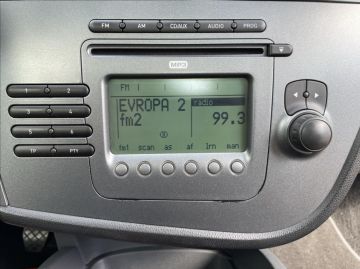 FM AM CD/AUX AUDIO PROG
MP3
FM
1 2
3 4
5 6
TP PTY
EVROPA 2 radio
fm2 99.3
tmt scan as af lrn man